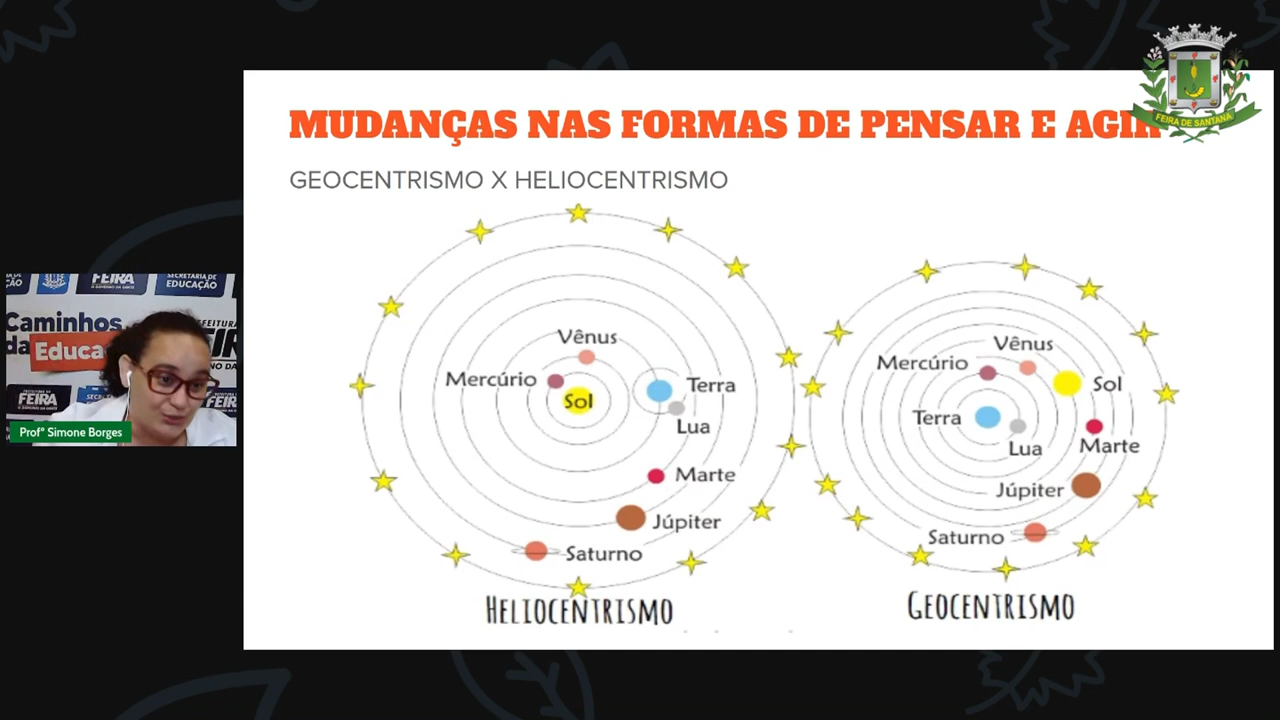 MUDANÇAS NAS FORMAS DE PENSAR E AGIR
GEOCENTRISMO X HELIOCENTRISMO
FEIRA DE SANTANA
Vênus
Mercúrio
Sol
Terra
Lua
Marte
Júpiter
Saturno
HELIOCENTRISMO
Vênus
Mercúrio
Sol
Terra
Lua
Marte
Júpiter
Saturno
GEOCENTRISMO
FEIRA
SECRETARIA DE
EDUCAÇÃO
Caminhos
da Educa
FEIRA
Profª Simone Borges